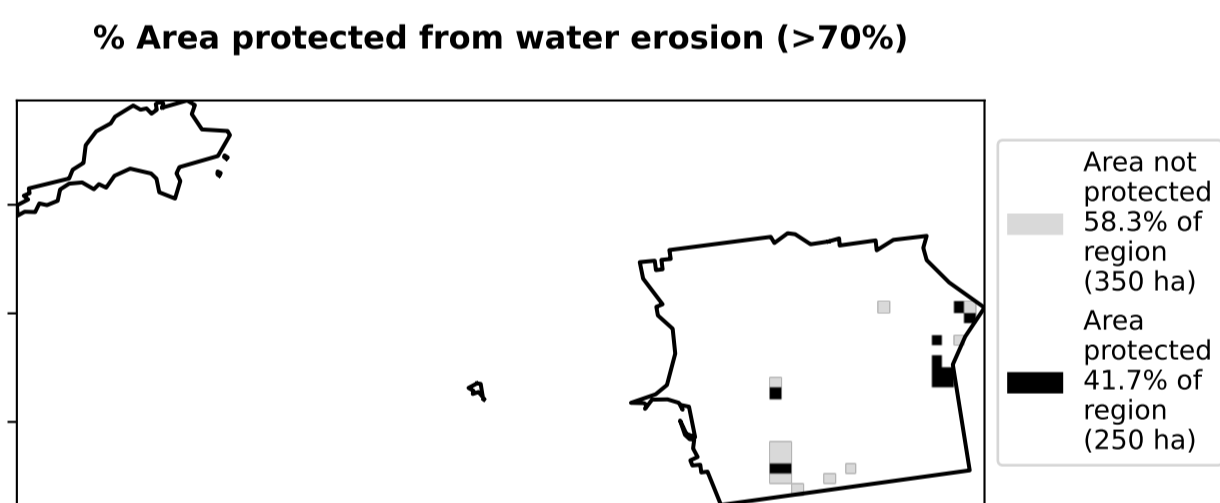 % Area protected from water erosion (>70%)
Area not
protected
58.3% of
region
(350 ha)
Area
protected
41.7% of
region
(250 ha)